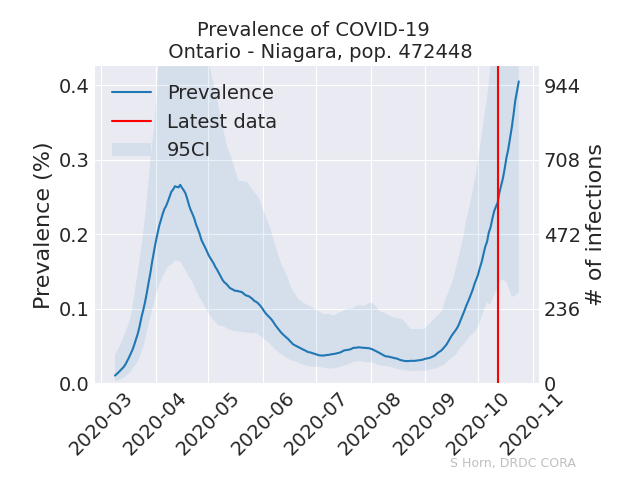 Prevalence of COVID-19
Ontario - Niagara, pop. 472448
Prevalence
Latest data
95CI
Prevalence (%)
0.4
0.3
0.2
0.1
0.0
944
708
472
236
0
# of infections
2020-03
2020-04
2020-05
2020-06
2020-07
2020-08
2020-09
2020-10
2020-11
S Horn, DRDC CORA